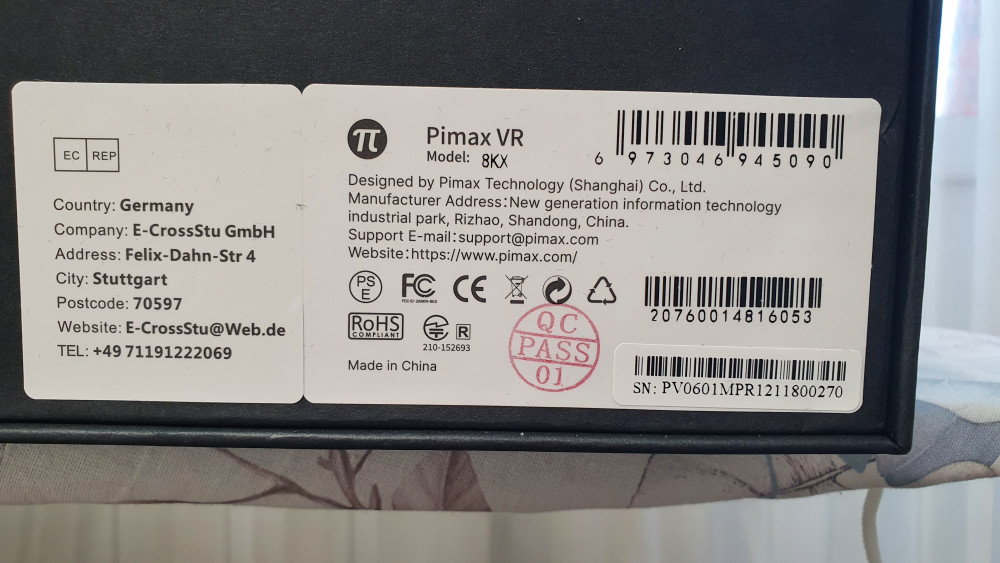 EC REP
Country: Germany
Company: E-CrossStu GmbH
Address: Felix-Dahn-Str 4
City: Stuttgart
Postcode: 70597
Website: E-CrossStu@Web.de
TEL: +49 71191222069
π
Pimax VR
Model: 8KX
6 973046 945090
Designed by Pimax Technology (Shanghai) Co., Ltd.
Manufacturer Address:New generation information technology
industrial park, Rizhao, Shandong, China.
Support E-mail:support@pimax.com
Website:https://www.pimax.com/
PS
E
FC
CE
20760014816053
RoHS
COMPLIANT
R
210-152693
QC
PASS
01
Made in China
SN: PV0601MPR1211800270